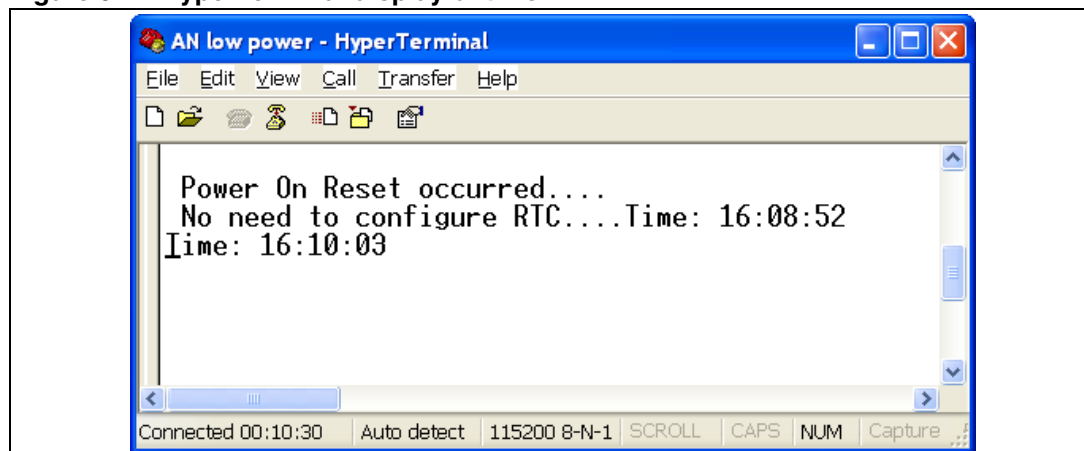 AN low power - HyperTerminal
File Edit View Call Transfer Help
Power On Reset occurred....
No need to configure RTC....Time: 16:08:52
Time: 16:10:03
Connected 00:10:30 Auto detect 115200 8-N-1 SCROLL CAPS NUM Capture